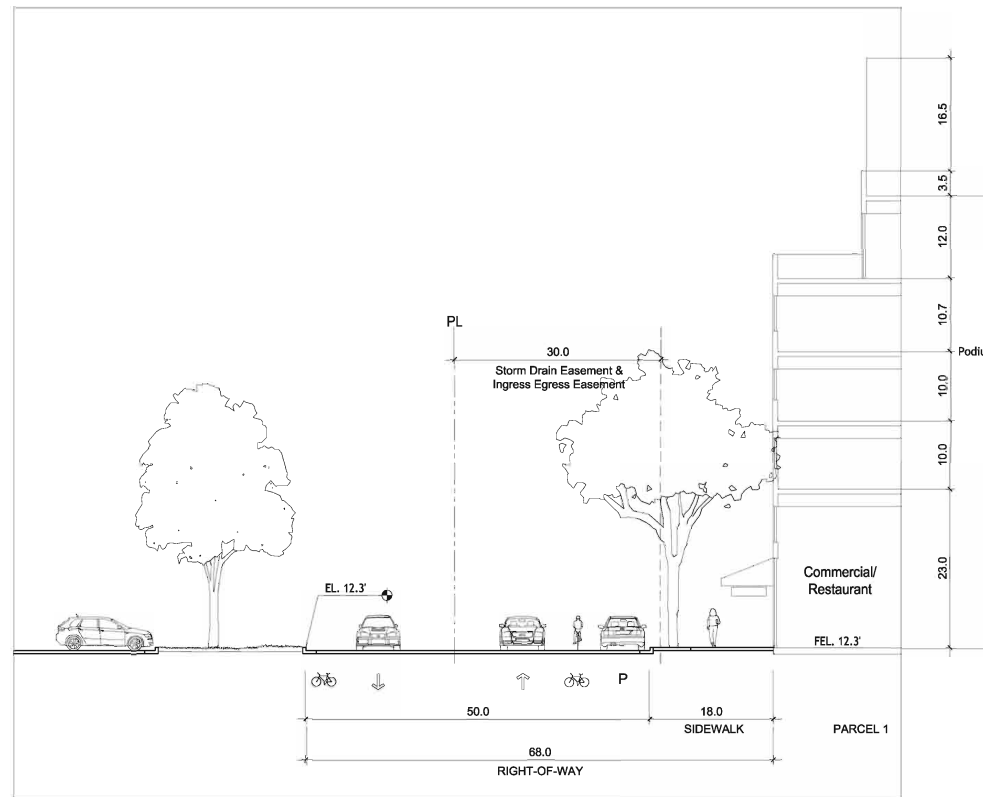 16.5
3.5
12.0
10.7
Podiu
10.0
10.0
23.0
PL
30.0
Storm Drain Easement &
Ingress Egress Easement
EL. 12.3'
Commercial/
Restaurant
FEL. 12.3'
P
50.0
18.0
SIDEWALK
PARCEL 1
68.0
RIGHT-OF-WAY